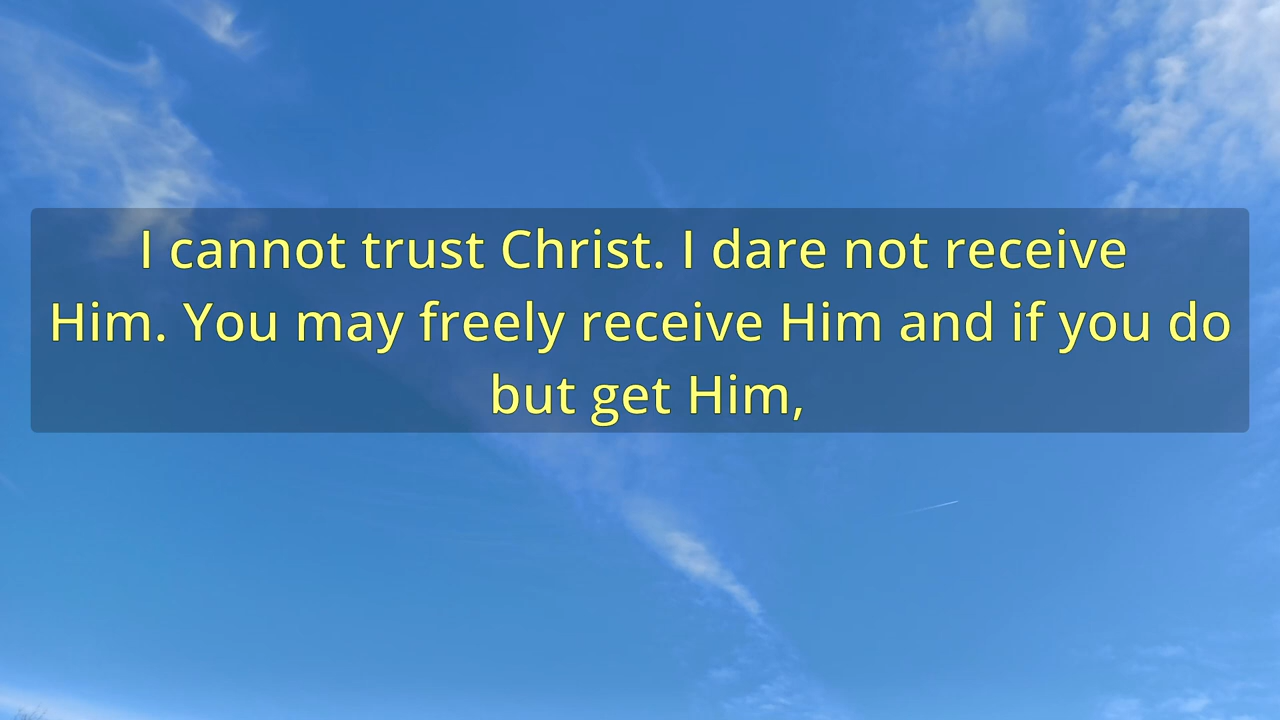 I cannot trust Christ. I dare not receive
Him. You may freely receive Him and if you do
but get Him,